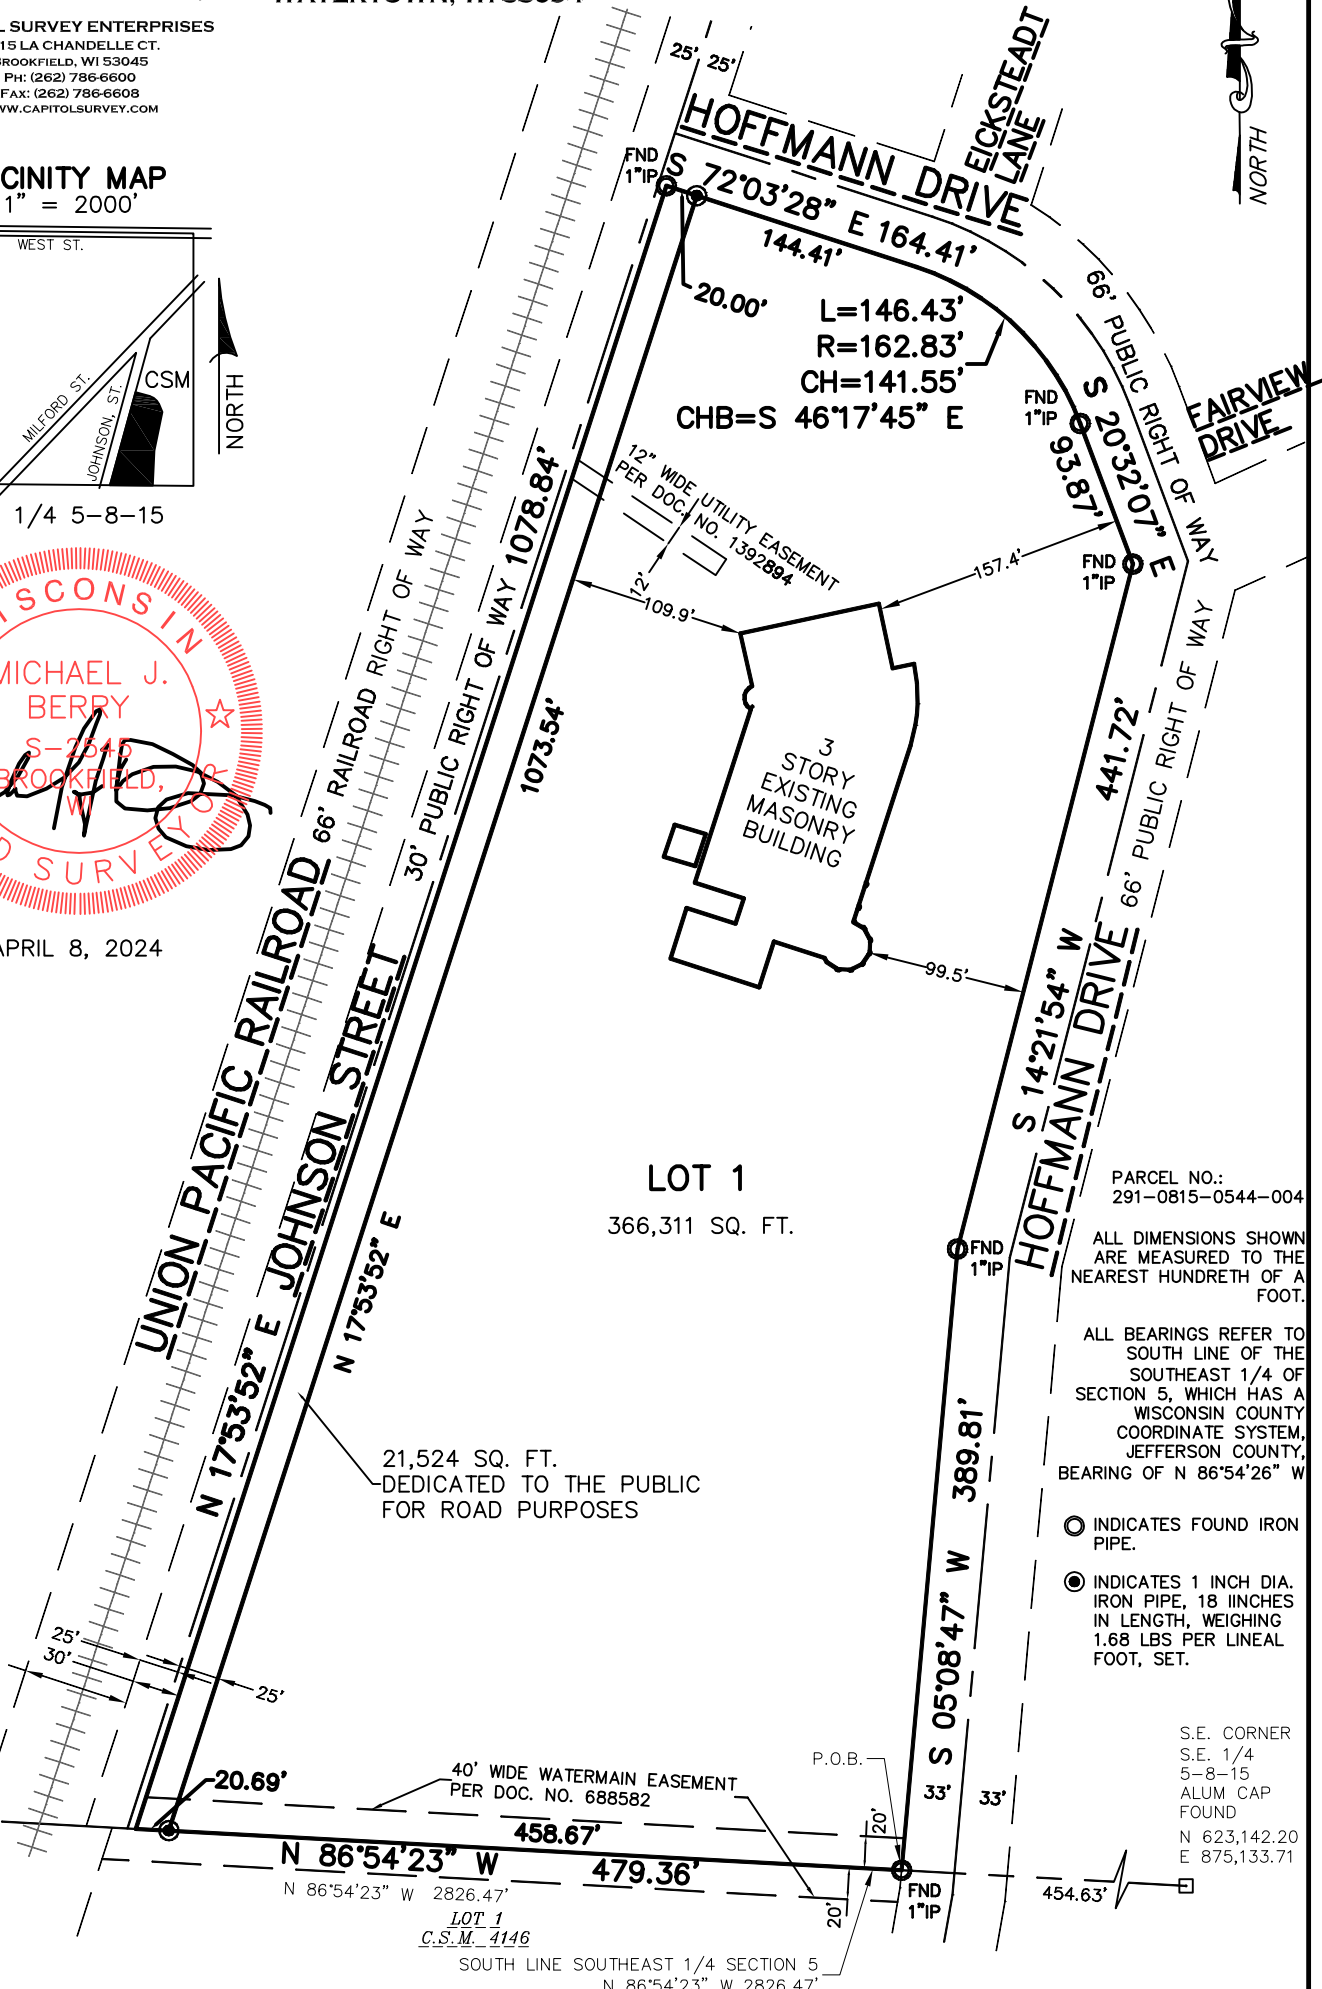 L SURVEY ENTERPRISES
15 LA CHANDELLE CT.
BROOKFIELD, WI 53045
PH: (262) 786-6600
FAX: (262) 786-6608
WW.CAPITOLSURVEY.COM
CINITY MAP
1" = 2000'
WEST ST.
MILFORD ST.
JOHNSON, ST.
CSM
NORTH
1/4 5-8-15
WISCONSIN
MICHAEL J.
BERRY
S-2545
BROOKFIELD,
WI
D SURVEYOR
APRIL 8, 2024
25' 25'
HOFFMANN DRIVE
EICKSTEADT
LANE
NORTH
FND
1"IP
S 72°03'28" E 164.41'
144.41'
20.00'
L=146.43'
R=162.83'
CH=141.55'
CHB=S 46°17'45" E
66' PUBLIC RIGHT OF WAY
FAIRVIEW
DRIVE
FND
1"IP
S 20°32'07" E
93.87'
FND
1"IP
12" WIDE UTILITY EASEMENT
PER DOC. NO. 1392894
12'
109.9'
157.4'
3
STORY
EXISTING
MASONRY
BUILDING
99.5'
UNION PACIFIC RAILROAD 66' RAILROAD RIGHT OF WAY
JOHNSON STREET
30' PUBLIC RIGHT OF WAY
N 17°53'52" E
1078.84'
N 17°53'52" E
1073.54'
441.72'
S 14°21'54" W
HOFFMANN DRIVE 66' PUBLIC RIGHT OF WAY
LOT 1
366,311 SQ. FT.
FND
1"IP
PARCEL NO.:
291-0815-0544-004
ALL DIMENSIONS SHOWN
ARE MEASURED TO THE
NEAREST HUNDRETH OF A
FOOT.
ALL BEARINGS REFER TO
SOUTH LINE OF THE
SOUTHEAST 1/4 OF
SECTION 5, WHICH HAS A
WISCONSIN COUNTY
COORDINATE SYSTEM,
JEFFERSON COUNTY,
BEARING OF N 86°54'26" W
INDICATES FOUND IRON
PIPE.
INDICATES 1 INCH DIA.
IRON PIPE, 18 IINCHES
IN LENGTH, WEIGHING
1.68 LBS PER LINEAL
FOOT, SET.
21,524 SQ. FT.
DEDICATED TO THE PUBLIC
FOR ROAD PURPOSES
S 05°08'47" W 389.81'
25'
30'
25'
20.69'
40' WIDE WATERMAIN EASEMENT
PER DOC. NO. 688582
P.O.B.
33' 33'
20'
S.E. CORNER
S.E. 1/4
5-8-15
ALUM CAP
FOUND
N 623,142.20
E 875,133.71
458.67'
N 86°54'23" W 479.36'
N 86°54'23" W 2826.47'
20'
FND
1"IP
454.63'
LOT 1
C.S.M. 4146
SOUTH LINE SOUTHEAST 1/4 SECTION 5
N 86°54'23" W 2826.47'